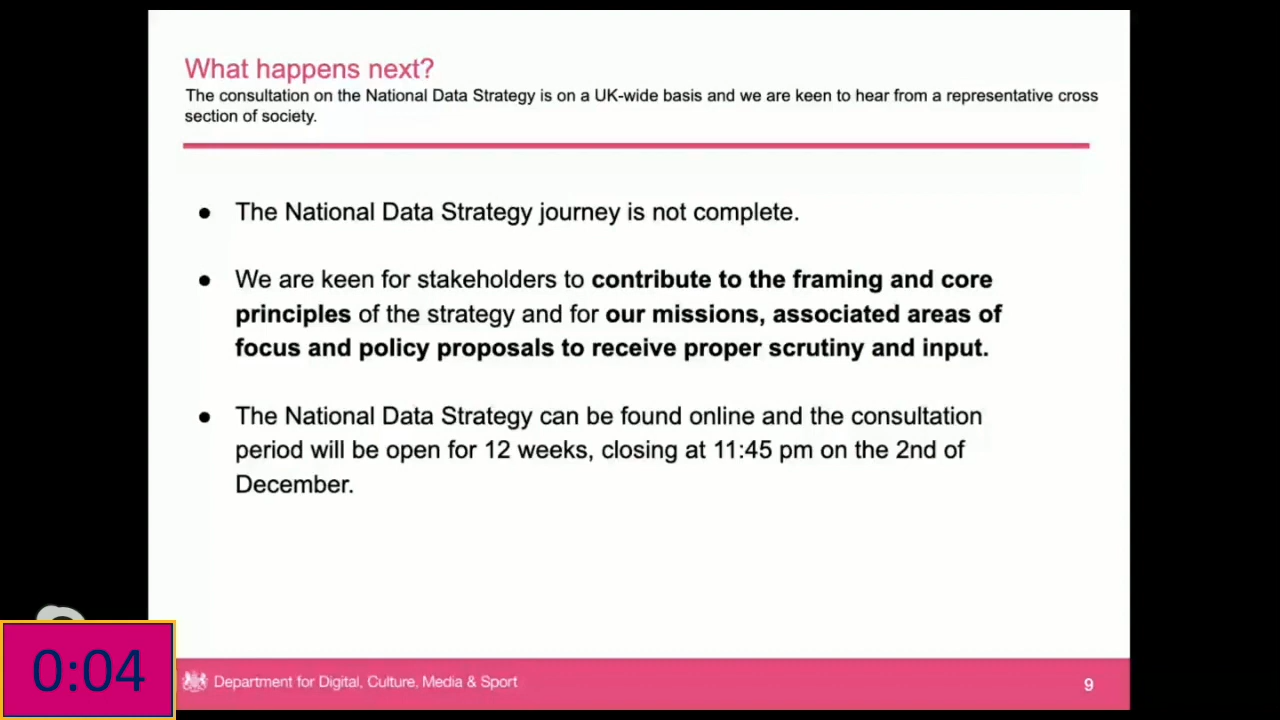 What happens next?
The consultation on the National Data Strategy is on a UK-wide basis and we are keen to hear from a representative cross
section of society.
● The National Data Strategy journey is not complete.
● We are keen for stakeholders to contribute to the framing and core
principles of the strategy and for our missions, associated areas of
focus and policy proposals to receive proper scrutiny and input.
● The National Data Strategy can be found online and the consultation
period will be open for 12 weeks, closing at 11:45 pm on the 2nd of
December.
0:04
Department for Digital, Culture, Media & Sport
9